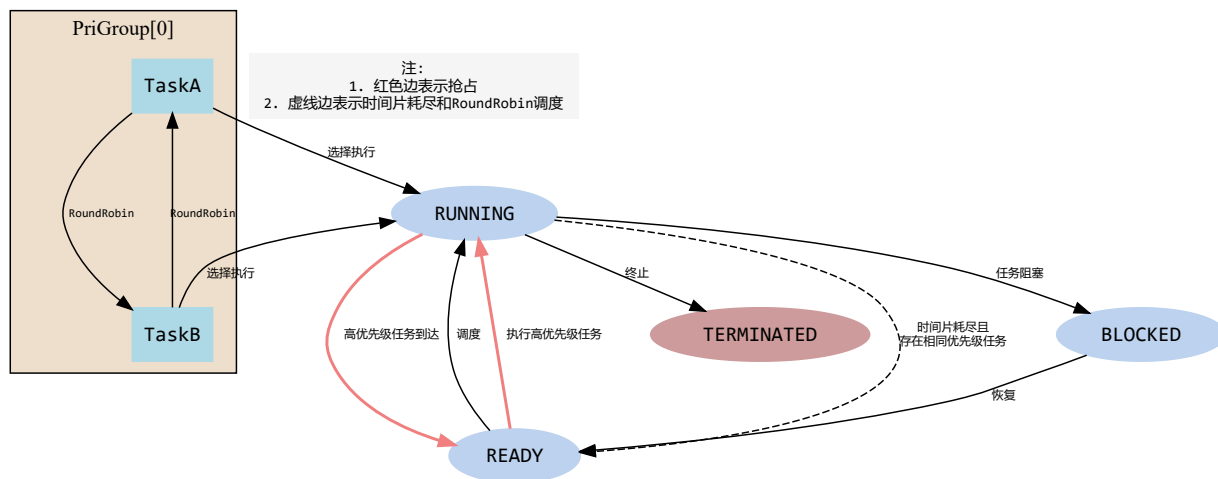 PriGroup[0]
TaskA
注:
1. 红色边表示抢占
2. 虚线边表示时间片耗尽和RoundRobin调度
选择执行
RoundRobin
RoundRobin
RUNNING
选择执行
终止
任务阻塞
TaskB
高优先级任务到达
调度
执行高优先级任务
TERMINATED
时间片耗尽且
存在相同优先级任务
BLOCKED
恢复
READY